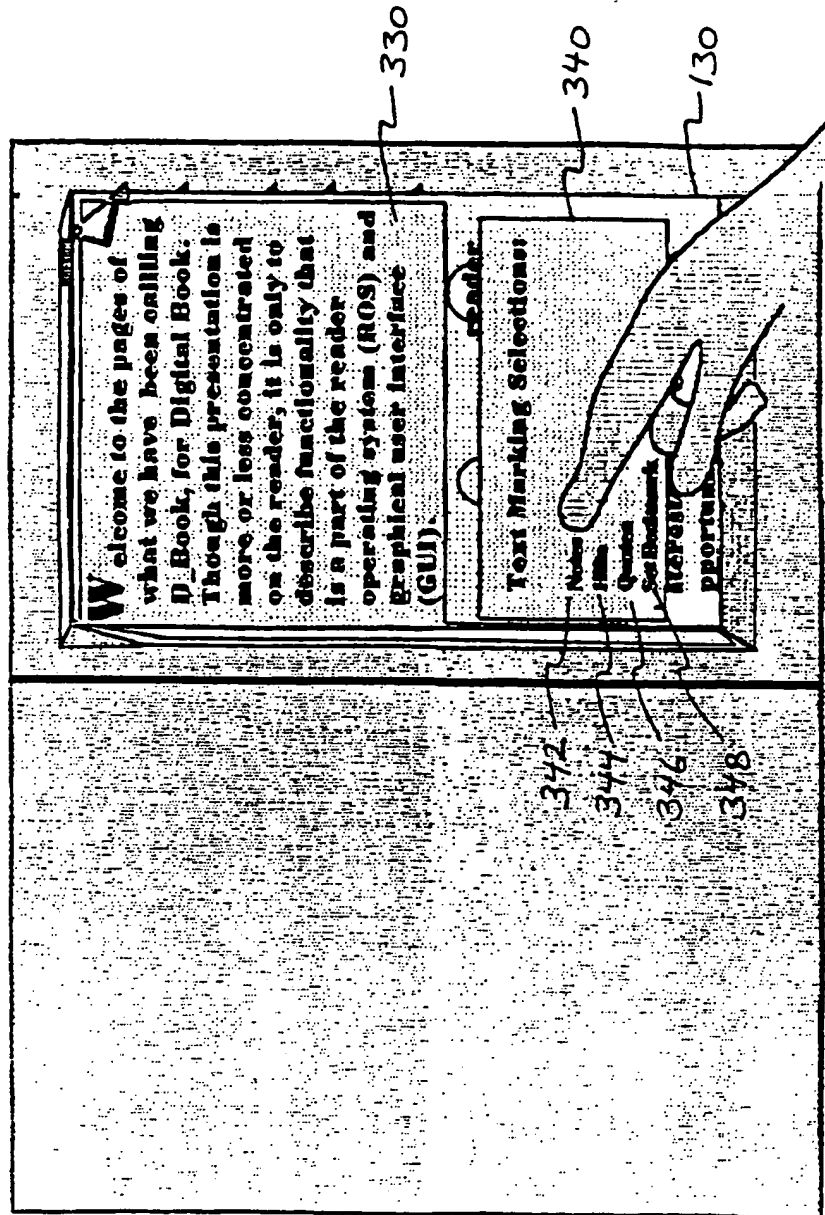 Welcome to the pages of
what we have been calling
D_Book, for Digital Book.
Though this presentation is
more or less concentrated
on the reader, it is only to
describe functionality that
is a part of the reader
operating system (ROS) and
graphical user interface
(GUI).
330
reader
Text Marking Selections:
340
342
Notes
344
346
Quotes
348
Set Bookmark
pportun
130